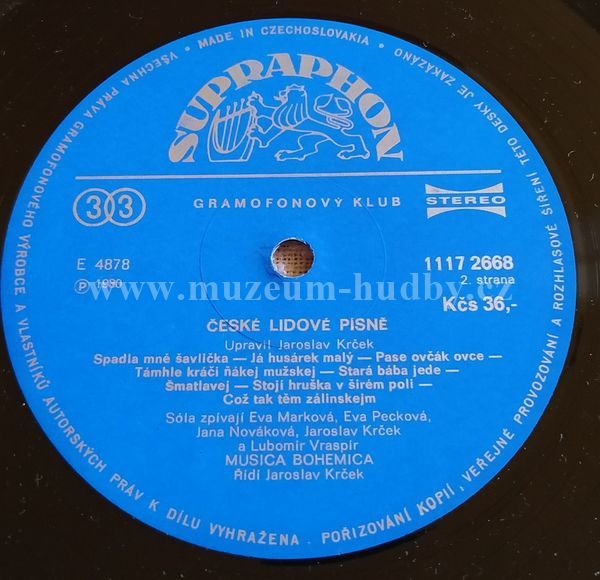 VŠECHNA PRÁVA GRAMOFONOVÉHO VÝROBCE A VLASTNÍKŮ AUTORSKÝCH PRÁV K DÍLU VYHRAŽENA. POŘIZOVÁNÍ KOPIÍ, VEŘEJNÉ PROVOZOVÁNÍ A ROZHLASOVÉ ŠÍŘENÍ TÉTO DESKY JE ZAKÁZÁNO
MADE IN CZECHOSLOVAKIA
SUPRAPHON
33
GRAMOFONOVÝ KLUB
STEREO
E 4878
1117 2668
℗ 1980
2. strana
www.muzeum-hudby.cz
Kčs 36,-
ČESKÉ LIDOVÉ PÍSNĚ
Upravil Jaroslav Krček
Spadla mně šavlička — Já husárek malý — Pase ovčák ovce —
Támhle kráčí ňákej mužskej — Stará bába jede —
Šmatlavej — Stojí hruška v širém poli —
Což tak těm zálinskejm
Sóla zpívají Eva Marková, Eva Pecková,
Jana Nováková, Jaroslav Krček
a Lubomír Vraspír
MUSICA BOHEMICA
Řídí Jaroslav Krček